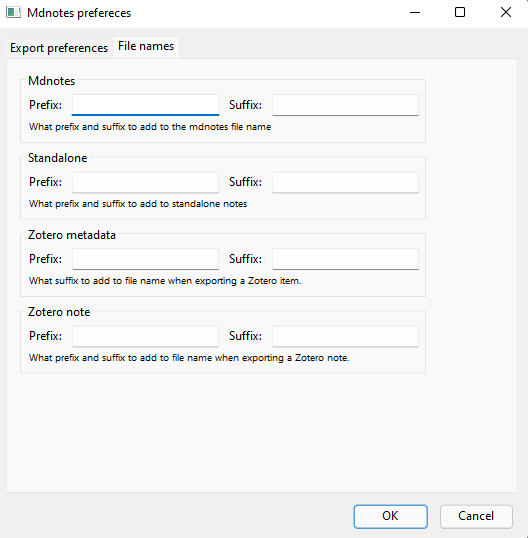 Mdnotes prefereces
Export preferences File names
Mdnotes
Prefix: Suffix:
What prefix and suffix to add to the mdnotes file name
Standalone
Prefix: Suffix:
What prefix and suffix to add to standalone notes
Zotero metadata
Prefix: Suffix:
What suffix to add to file name when exporting a Zotero item.
Zotero note
Prefix: Suffix:
What prefix and suffix to add to file name when exporting a Zotero note.
OK Cancel